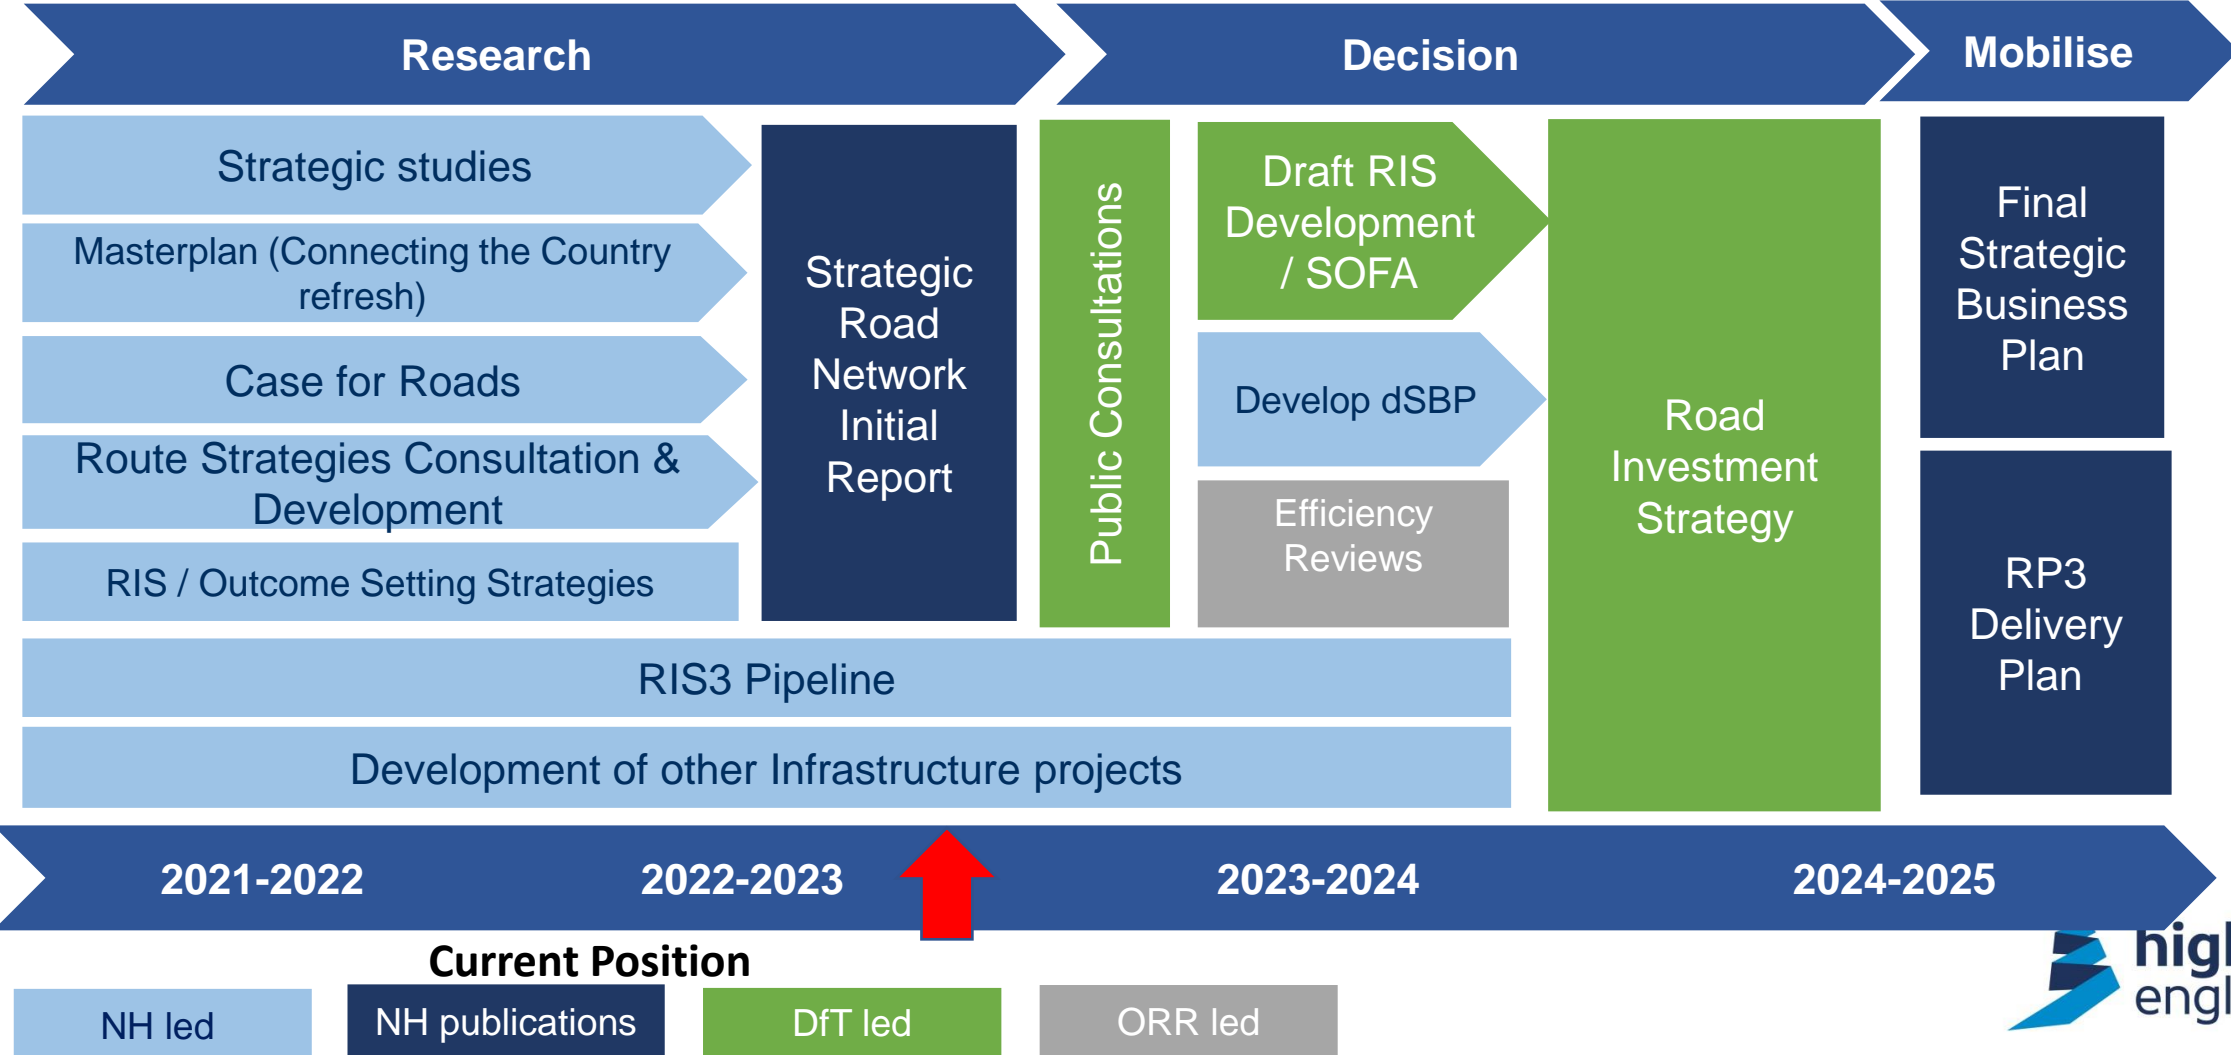 Research
Decision
Mobilise
Strategic studies
Masterplan (Connecting the Country
refresh)
Case for Roads
Route Strategies Consultation &
Development
RIS / Outcome Setting Strategies
Strategic
Road
Network
Initial
Report
Public Consultations
Draft RIS
Development
/ SOFA
Develop dSBP
Efficiency
Reviews
RIS3 Pipeline
Development of other Infrastructure projects
Road
Investment
Strategy
Final
Strategic
Business
Plan
RP3
Delivery
Plan
2021-2022
2022-2023
2023-2024
2024-2025
Current Position
NH led
NH publications
DfT led
ORR led